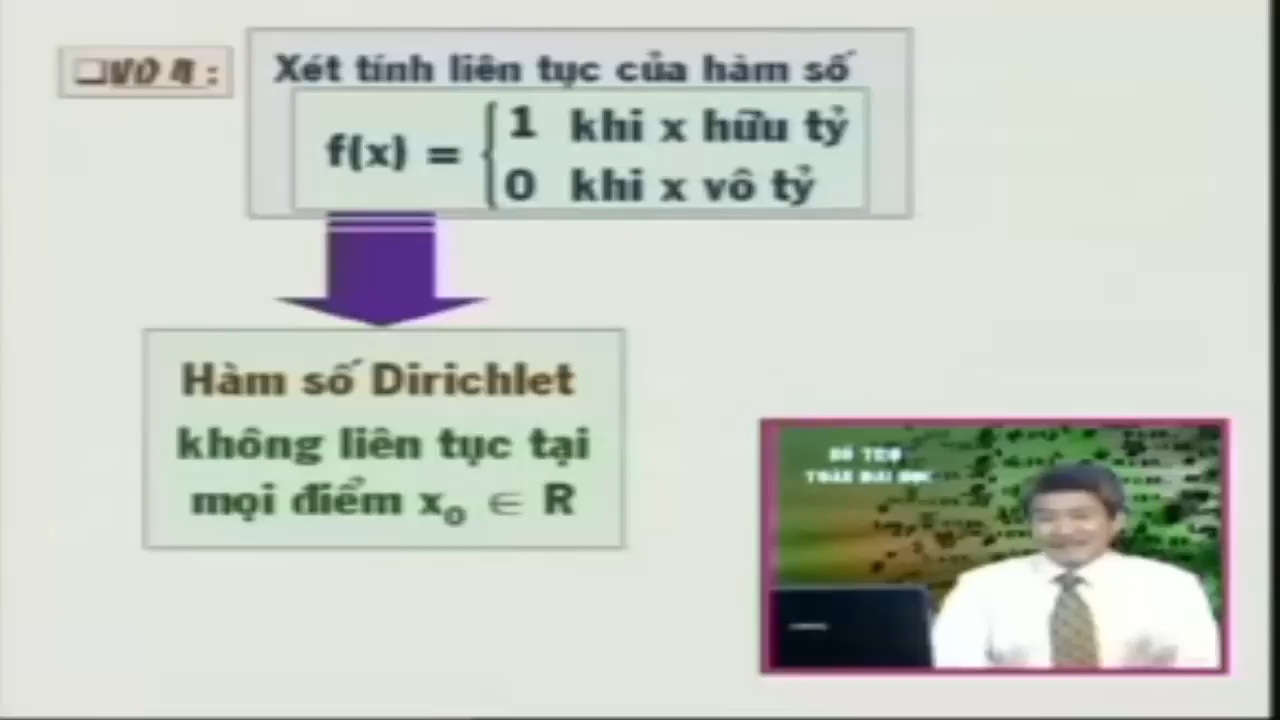 ❑VD 4 :
Xét tính liên tục của hàm số
f(x) = { 1 khi x hữu tỷ
0 khi x vô tỷ
Hàm số Dirichlet
không liên tục tại
mọi điểm x₀ ∈ R
BỔ TRỢ
TOÁN ĐẠI HỌC